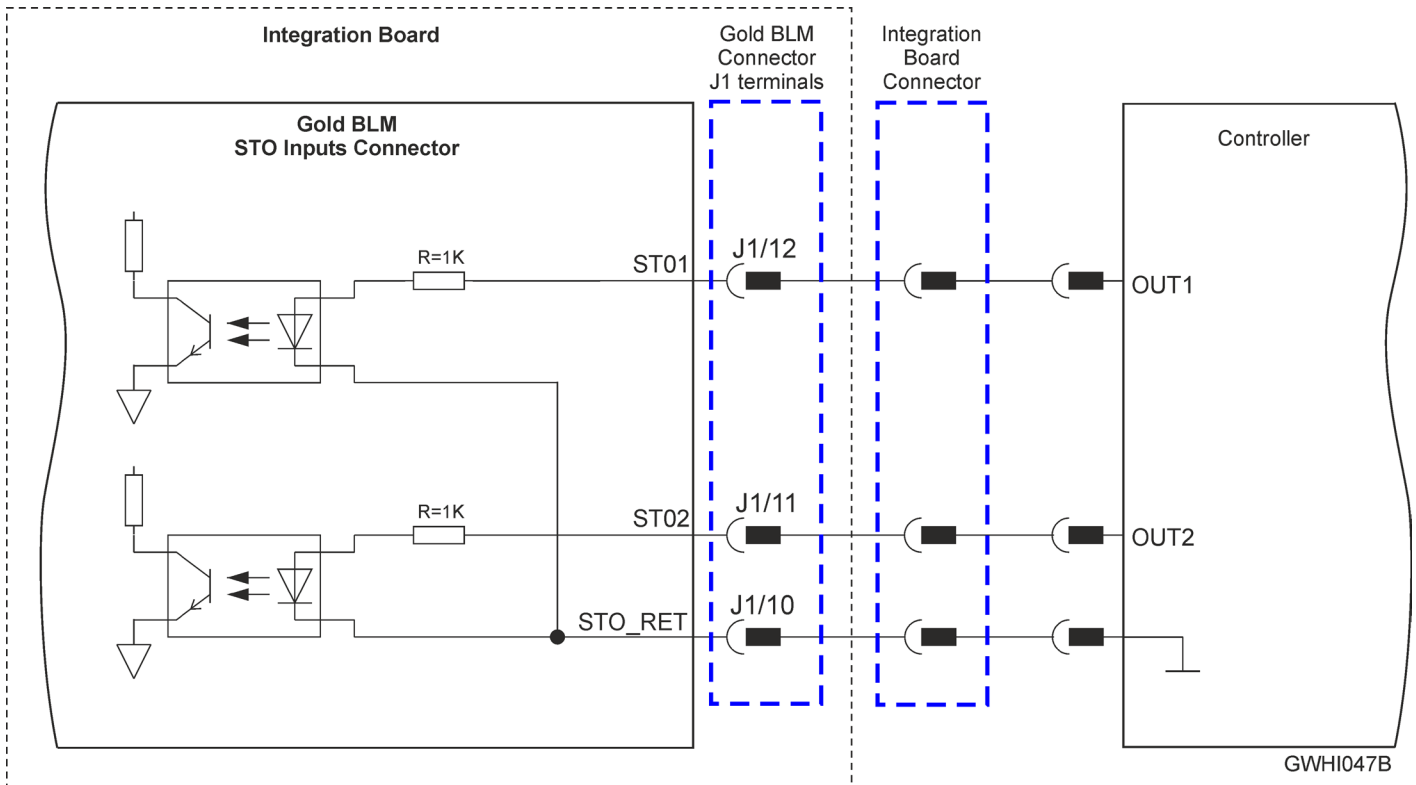 Integration Board
Gold BLM
Connector
J1 terminals
Integration
Board
Connector
Gold BLM
STO Inputs Connector
Controller
R=1K
ST01
J1/12
OUT1
R=1K
ST02
J1/11
OUT2
STO_RET
J1/10
GWHI047B